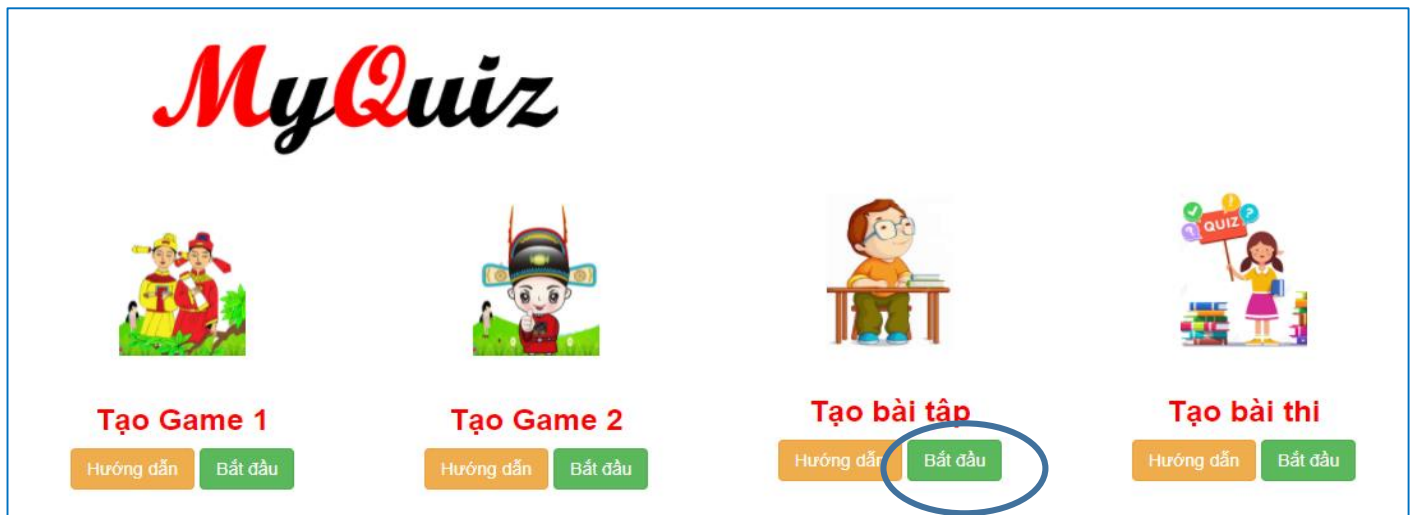 MyQuiz
QUIZ
Tạo Game 1
Hướng dẫn Bắt đầu
Tạo Game 2
Hướng dẫn Bắt đầu
Tạo bài tập
Hướng dẫn Bắt đầu
Tạo bài thi
Hướng dẫn Bắt đầu